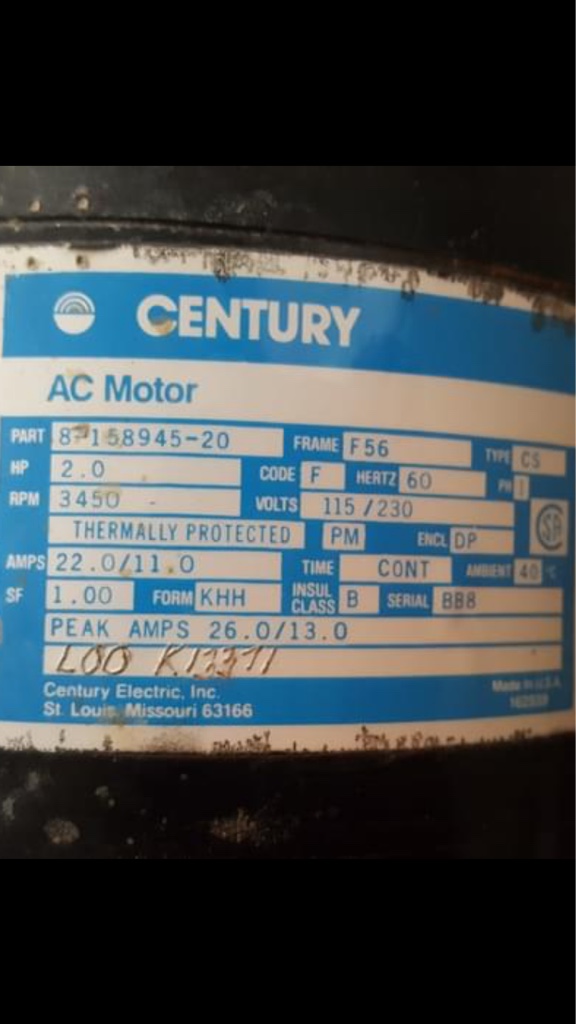 CENTURY
AC Motor
PART 8-158945-20 FRAME F56 TYPE CS
HP 2.0 CODE F HERTZ 60 PH 1
RPM 3450 - VOLTS 115/230
THERMALLY PROTECTED PM ENCL DP
AMPS 22.0/11.0 TIME CONT AMBIENT 40 °C
SF 1.00 FORM KHH INSUL CLASS B SERIAL BB8
PEAK AMPS 26.0/13.0
LOO
Century Electric, Inc. Made in U.S.A.
St. Louis, Missouri 63166